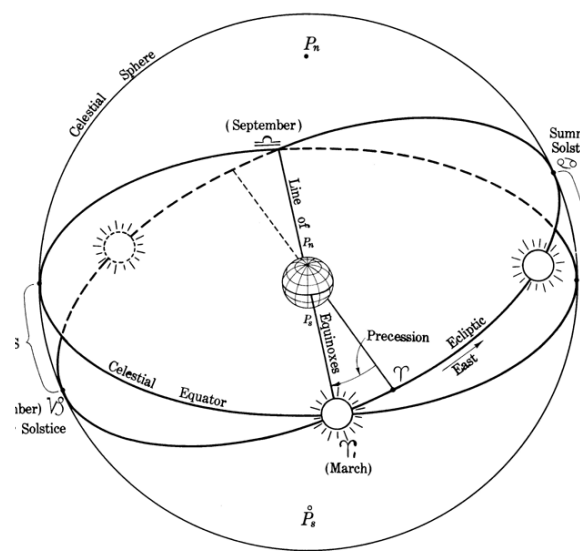 Pn
Celestial Sphere
(September)
♎
Summ
Solst
♋
Line of
Equinoxes
Pn
Ps
Precession
Ecliptic
East
♈
Celestial Equator
S
mber) ♑
Solstice
♈,
(March)
Ps